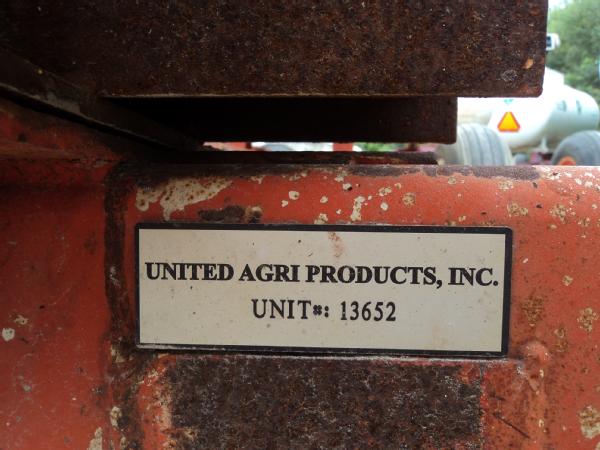 UNITED AGRI PRODUCTS, INC.
UNIT#: 13652